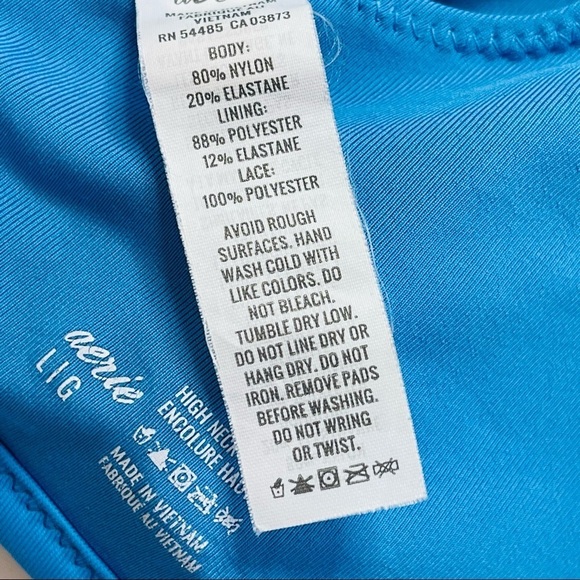 aerie
VIETNAM
RN 54485 CA 03873
BODY:
80% NYLON
20% ELASTANE
LINING:
88% POLYESTER
12% ELASTANE
LACE:
100% POLYESTER
AVOID ROUGH
SURFACES. HAND
WASH COLD WITH
LIKE COLORS. DO
NOT BLEACH.
TUMBLE DRY LOW.
DO NOT LINE DRY OR
HANG DRY. DO NOT
IRON. REMOVE PADS
BEFORE WASHING.
DO NOT WRING
OR TWIST.
aerie
L|G
HIGH NECK
ENCOLURE
MADE IN VIETNAM
FABRIQUÉ AU VIETNAM